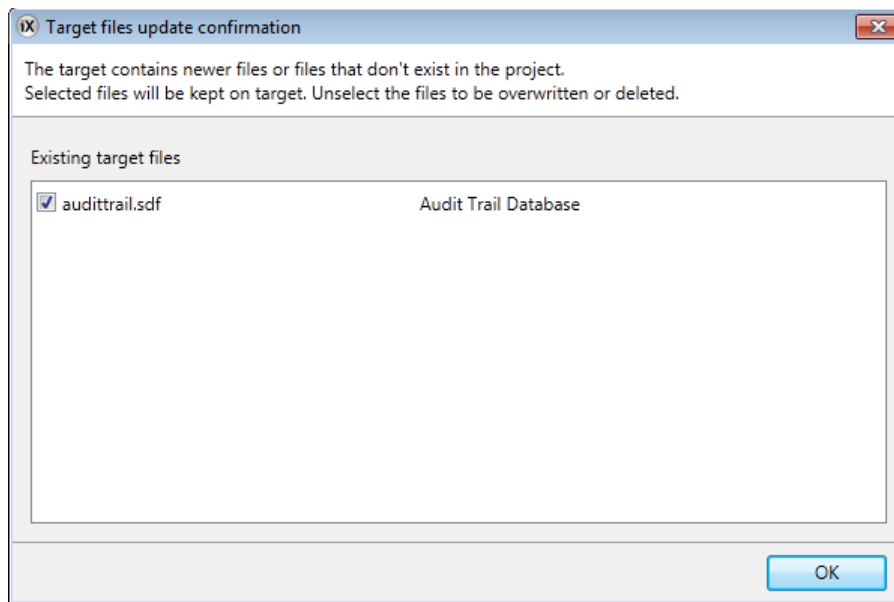 iX Target files update confirmation
The target contains newer files or files that don't exist in the project.
Selected files will be kept on target. Unselect the files to be overwritten or deleted.
Existing target files
audittrail.sdf Audit Trail Database
OK